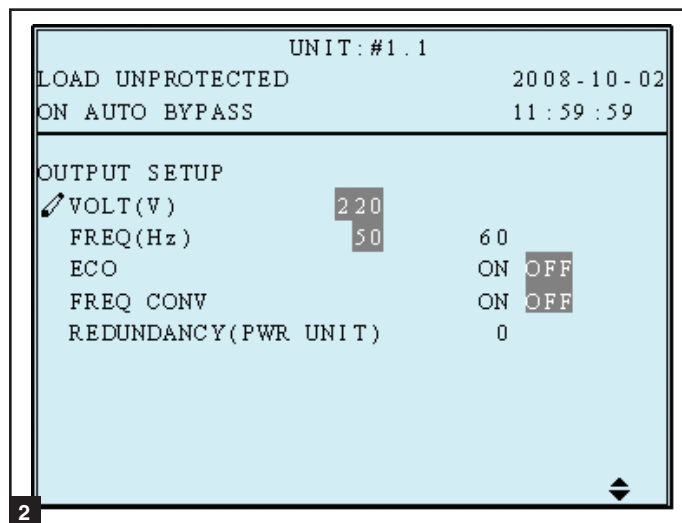 UNIT:#1.1
LOAD UNPROTECTED 2008-10-02
ON AUTO BYPASS 11:59:59
OUTPUT SETUP
VOLT(V) 220
FREQ(Hz) 50 60
ECO ON OFF
FREQ CONV ON OFF
REDUNDANCY(PWR UNIT) 0
2